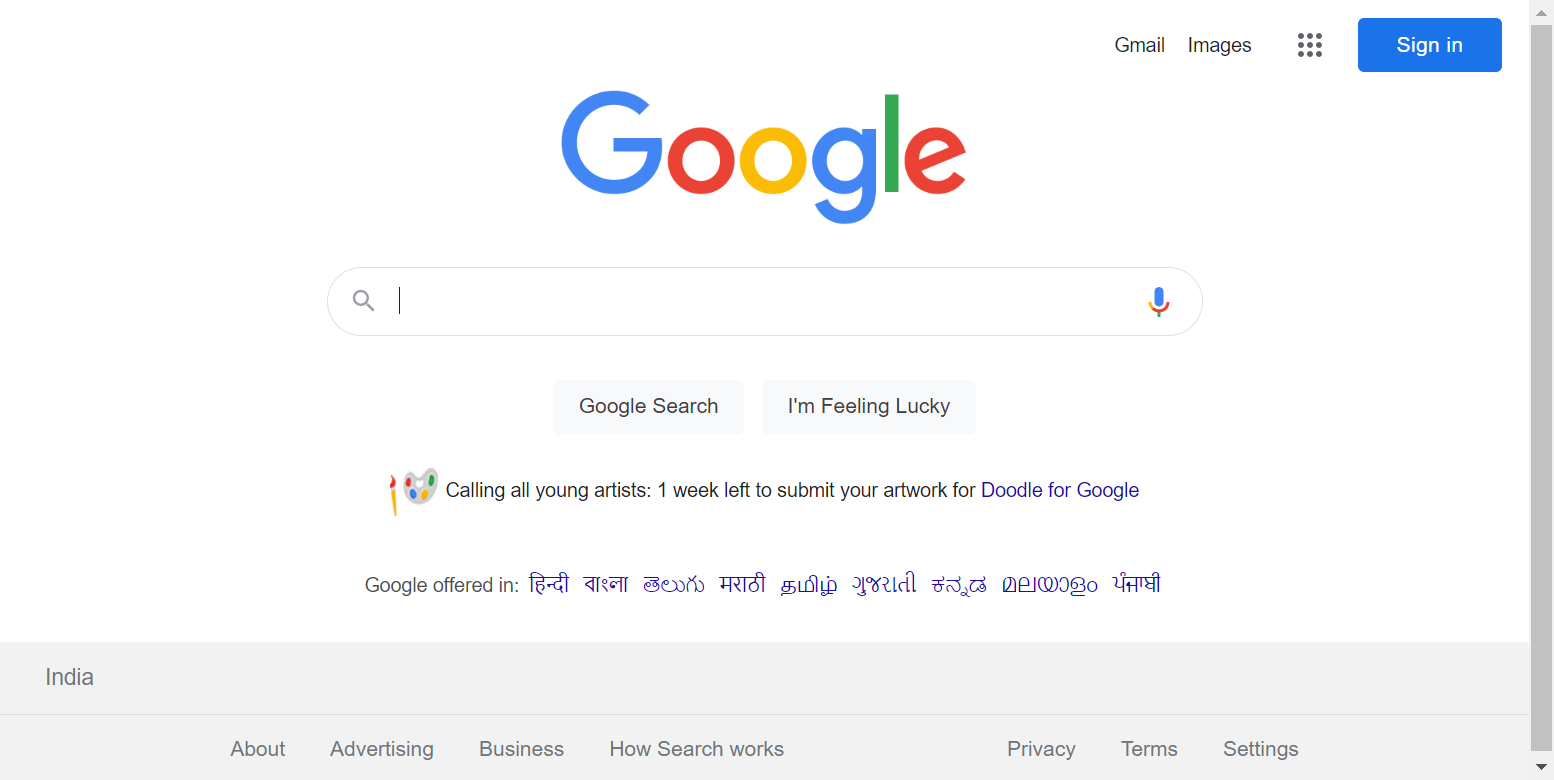 Gmail Images Sign in
Google
Google Search I'm Feeling Lucky
Calling all young artists: 1 week left to submit your artwork for Doodle for Google
Google offered in: हिन्दी বাংলা తెలుగు मराठी தமிழ் ગુજરાતી ಕನ್ನಡ മലയാളം ਪੰਜਾਬੀ
India
About Advertising Business How Search works Privacy Terms Settings